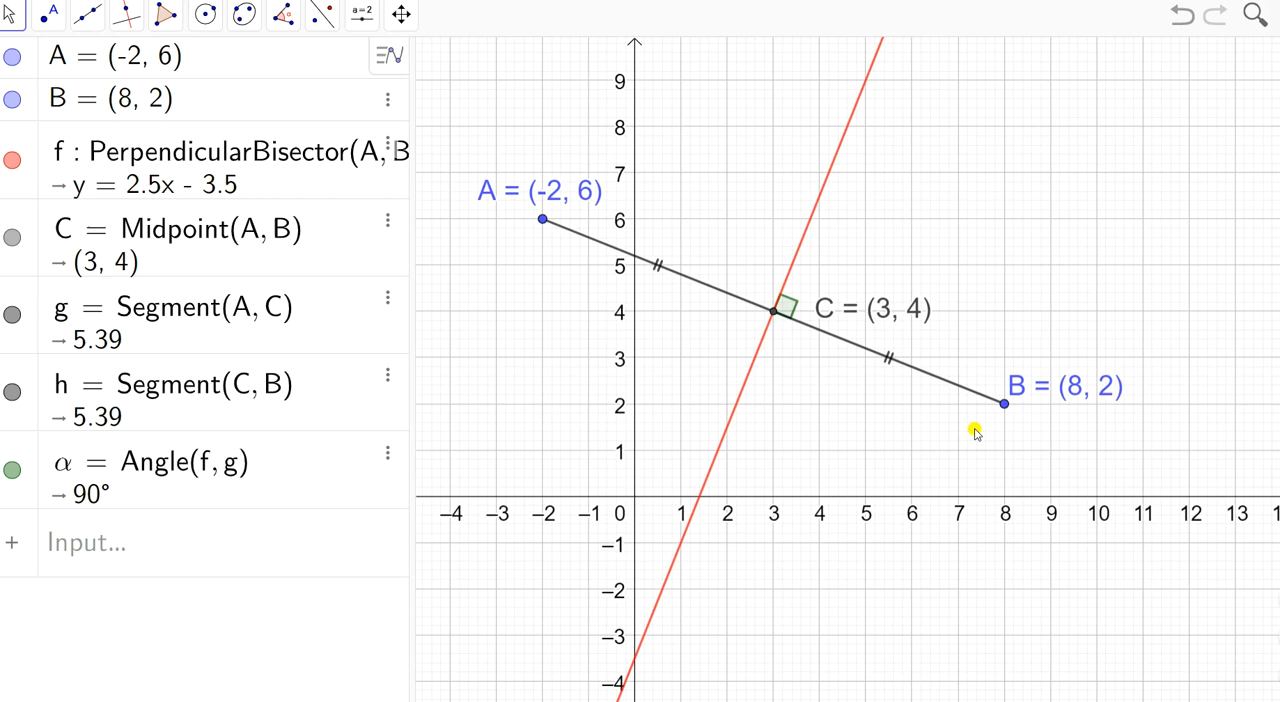 A
a=2
A = (-2, 6)
B = (8, 2)
f : PerpendicularBisector(A, B
→ y = 2.5x - 3.5
C = Midpoint(A, B)
→ (3, 4)
g = Segment(A, C)
→ 5.39
h = Segment(C, B)
→ 5.39
α = Angle(f, g)
→ 90°
+ Input...
9
8
7
A = (-2, 6)
6
5
4
C = (3, 4)
3
B = (8, 2)
2
1
–4 –3 –2 –1 0 1 2 3 4 5 6 7 8 9 10 11 12 13 1
–1
–2
–3
–4